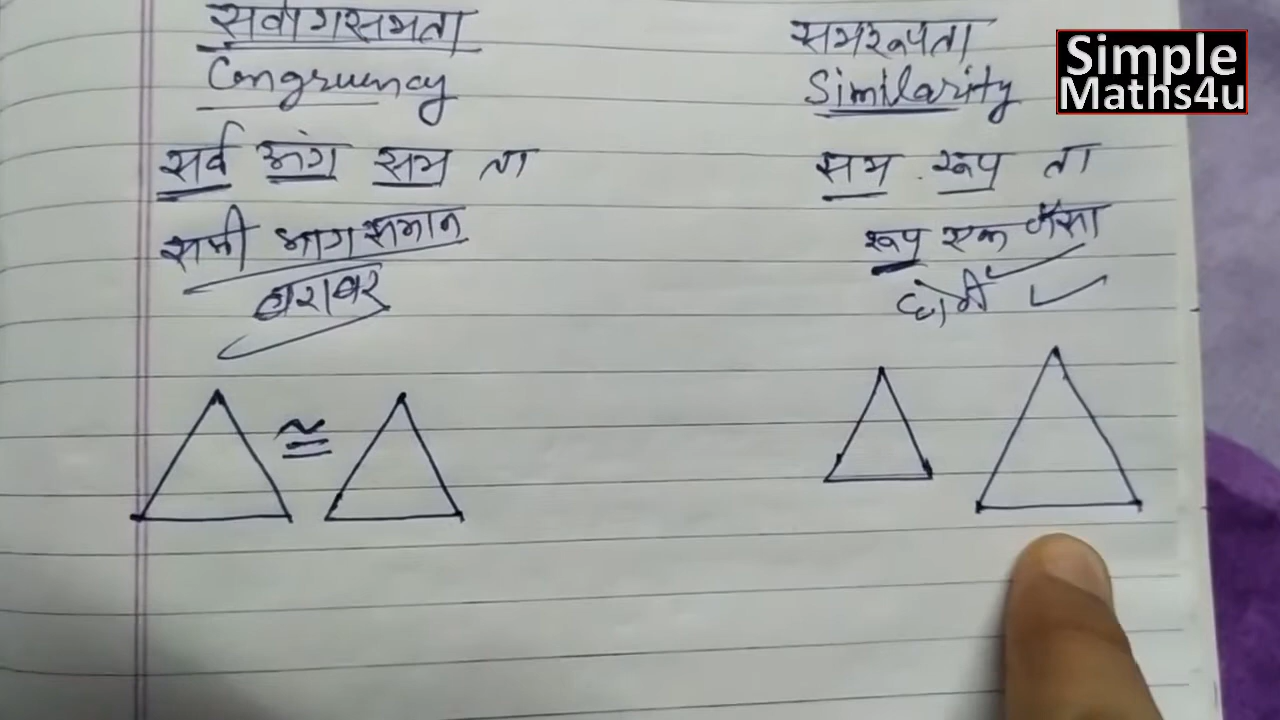 सर्वांगसमता
Congruency
सर्व अंग सम ता
सभी भाग समान
बराबर
≅
समरूपता
Similarity
सम रूप ता
रूप एक जैसा
होगें
Simple
Maths4u